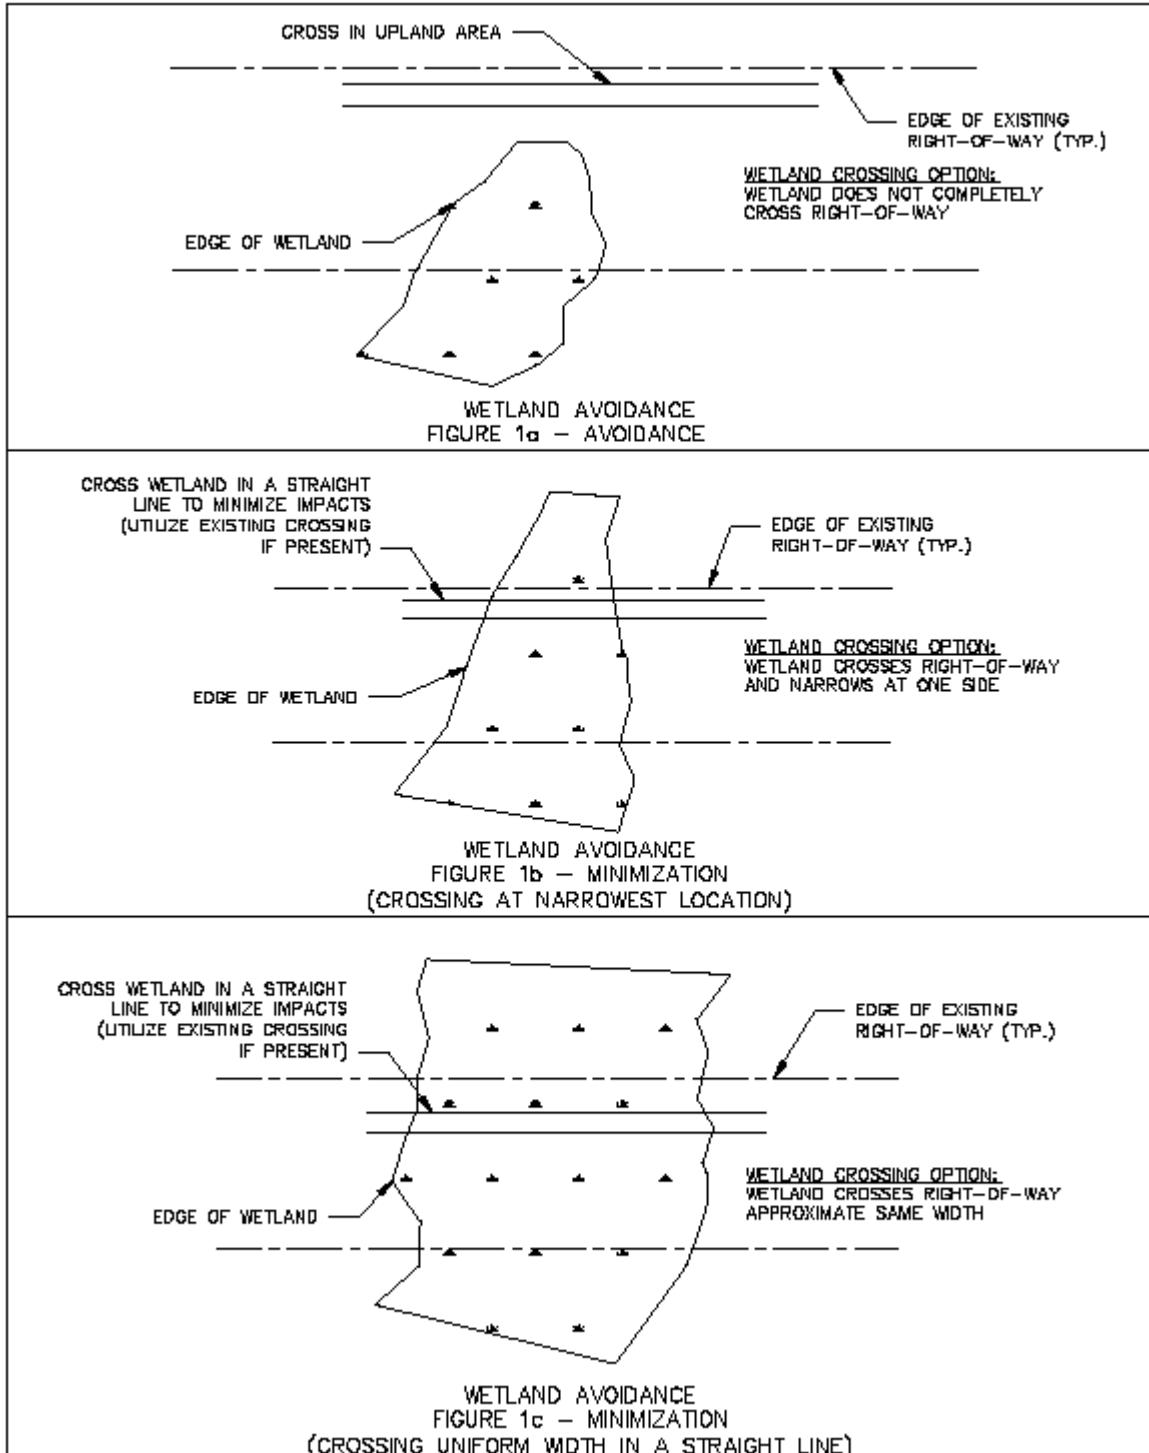 CROSS IN UPLAND AREA
EDGE OF EXISTING
RIGHT-OF-WAY (TYP.)
WETLAND CROSSING OPTION:
WETLAND DOES NOT COMPLETELY
CROSS RIGHT-OF-WAY
EDGE OF WETLAND
WETLAND AVOIDANCE
FIGURE 1a - AVOIDANCE
CROSS WETLAND IN A STRAIGHT
LINE TO MINIMIZE IMPACTS
(UTILIZE EXISTING CROSSING
IF PRESENT)
EDGE OF EXISTING
RIGHT-OF-WAY (TYP.)
WETLAND CROSSING OPTION:
WETLAND CROSSES RIGHT-OF-WAY
AND NARROWS AT ONE SIDE
EDGE OF WETLAND
WETLAND AVOIDANCE
FIGURE 1b - MINIMIZATION
(CROSSING AT NARROWEST LOCATION)
CROSS WETLAND IN A STRAIGHT
LINE TO MINIMIZE IMPACTS
(UTILIZE EXISTING CROSSING
IF PRESENT)
EDGE OF EXISTING
RIGHT-OF-WAY (TYP.)
WETLAND CROSSING OPTION:
WETLAND CROSSES RIGHT-OF-WAY
APPROXIMATE SAME WIDTH
EDGE OF WETLAND
WETLAND AVOIDANCE
FIGURE 1c - MINIMIZATION
(CROSSING UNIFORM WIDTH IN A STRAIGHT LINE)